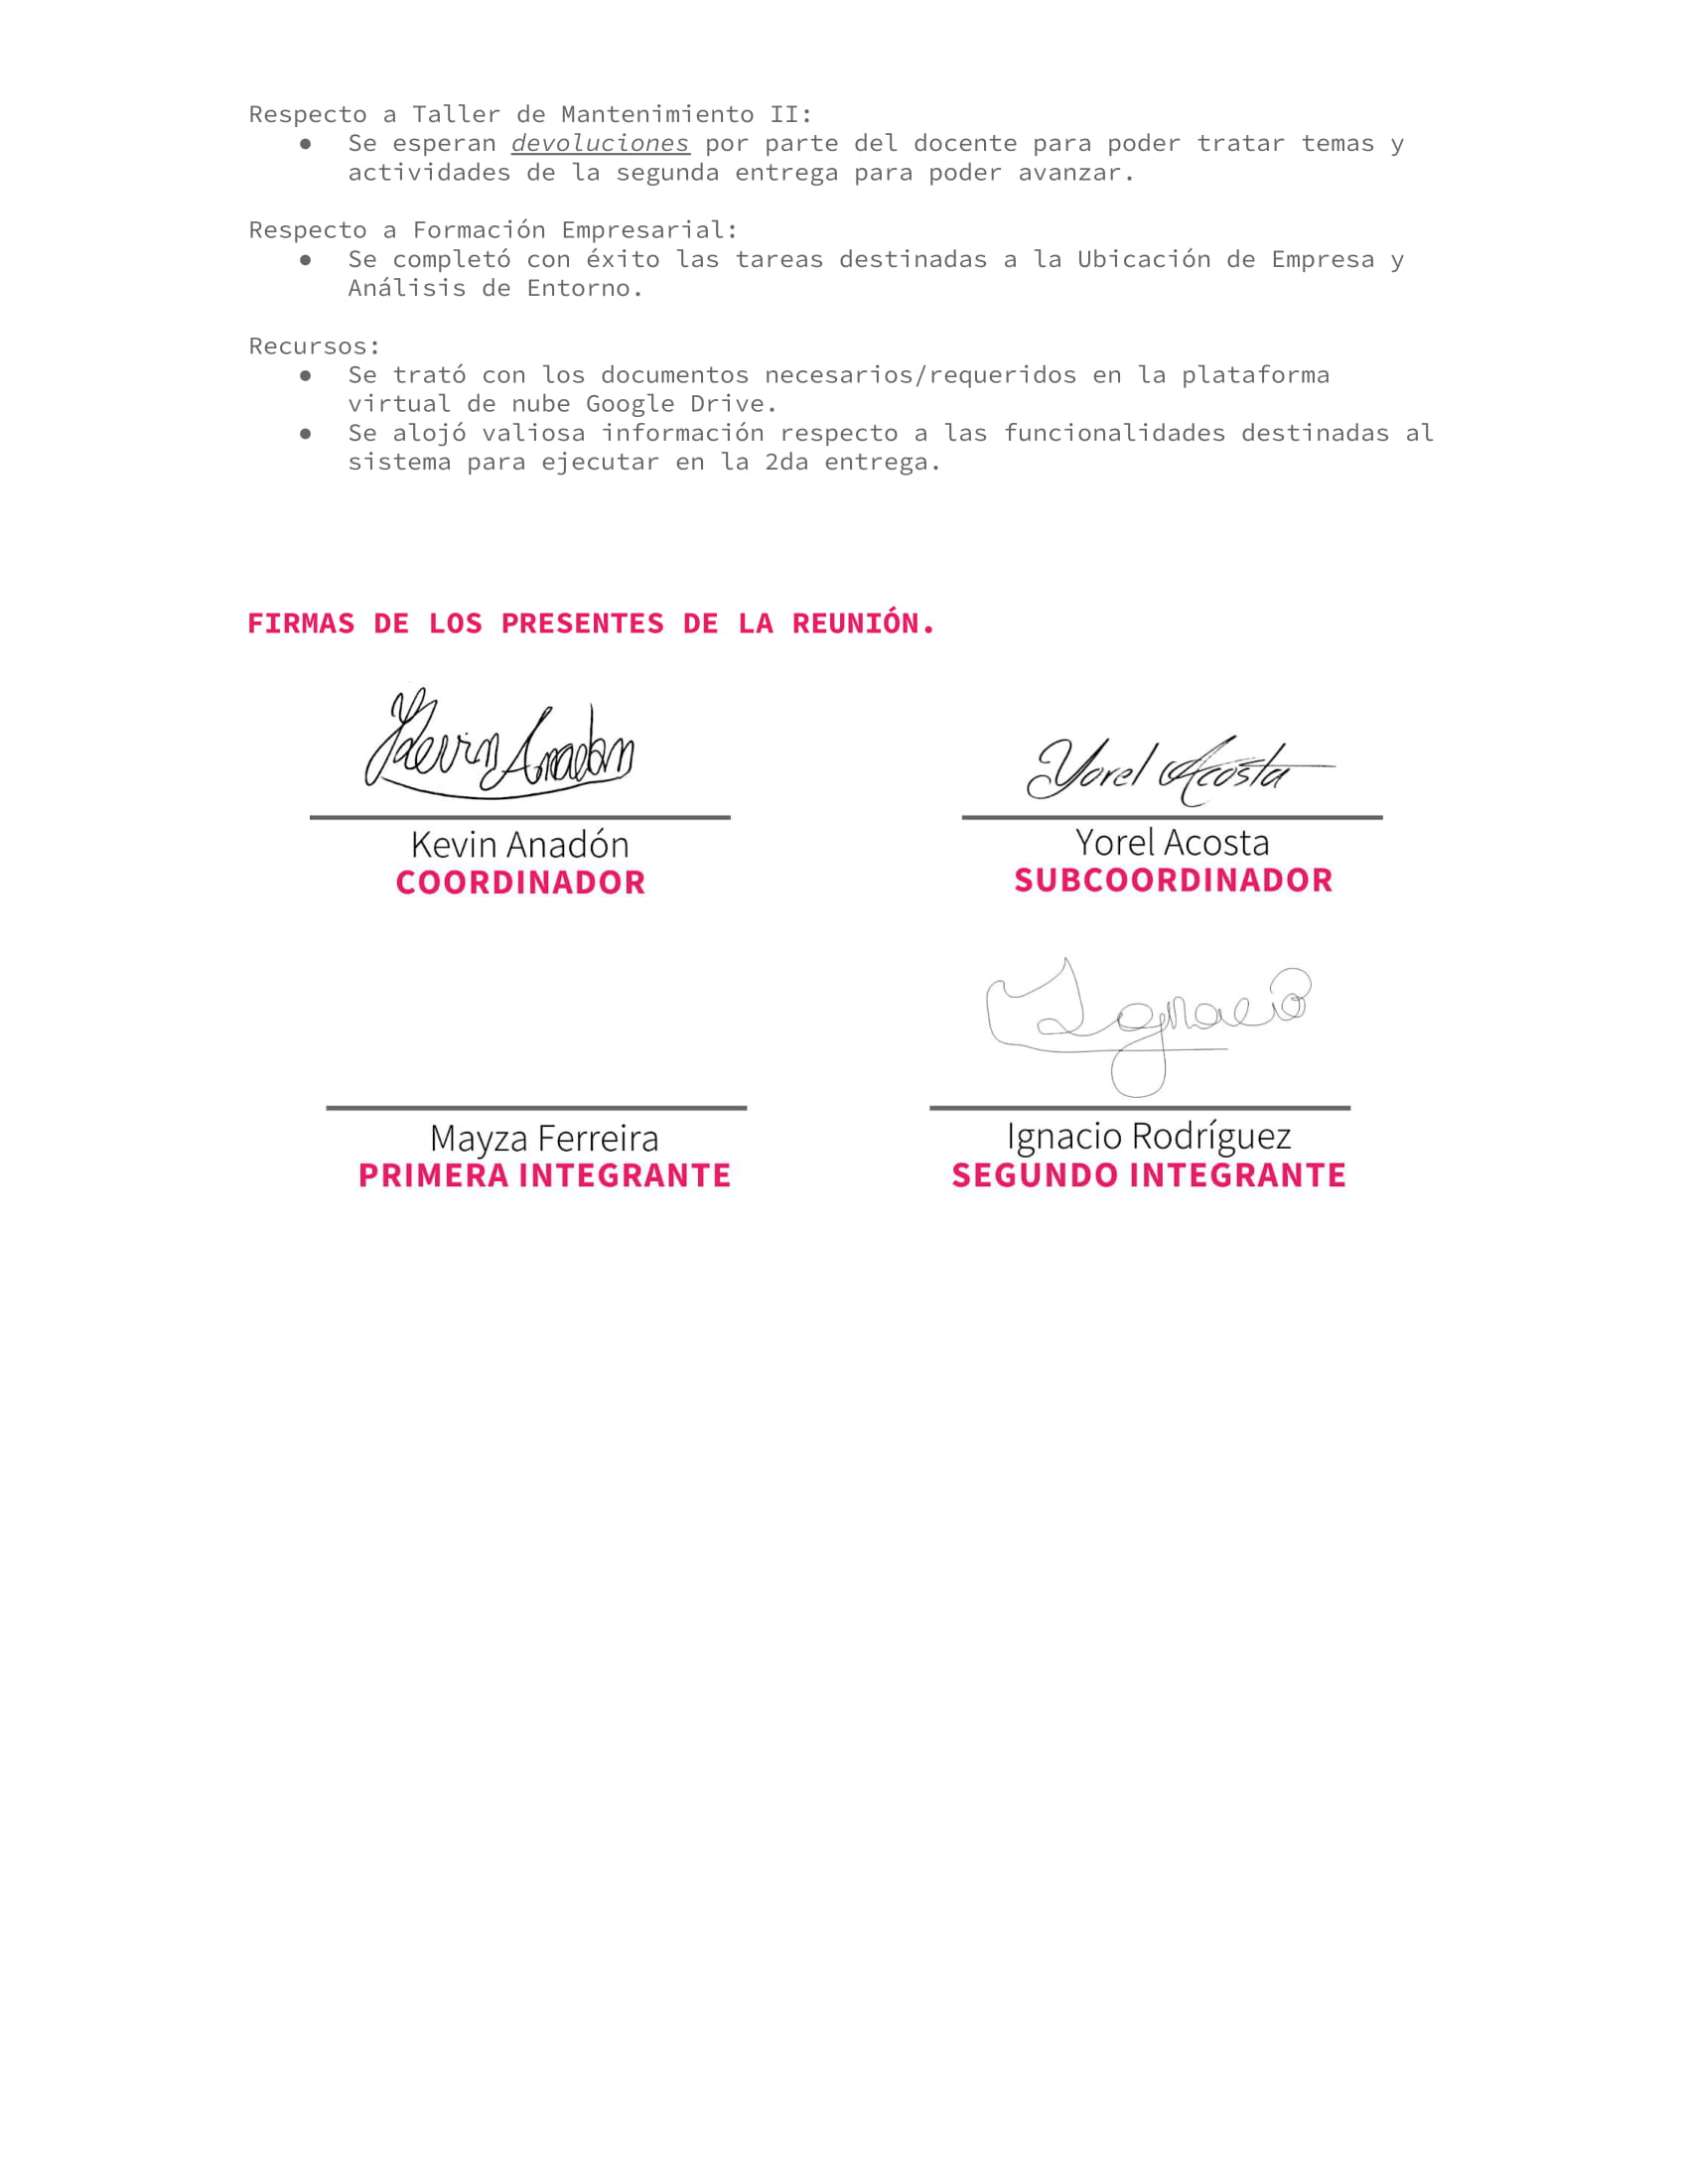 Respecto a Taller de Mantenimiento II:
● Se esperan devoluciones por parte del docente para poder tratar temas y
actividades de la segunda entrega para poder avanzar.
Respecto a Formación Empresarial:
● Se completó con éxito las tareas destinadas a la Ubicación de Empresa y
Análisis de Entorno.
Recursos:
● Se trató con los documentos necesarios/requeridos en la plataforma
virtual de nube Google Drive.
● Se alojó valiosa información respecto a las funcionalidades destinadas al
sistema para ejecutar en la 2da entrega.
FIRMAS DE LOS PRESENTES DE LA REUNIÓN.
Kevin Anadon
Kevin Anadón
COORDINADOR
Yorel Acosta
Yorel Acosta
SUBCOORDINADOR
Mayza Ferreira
PRIMERA INTEGRANTE
Ignacio
Ignacio Rodríguez
SEGUNDO INTEGRANTE